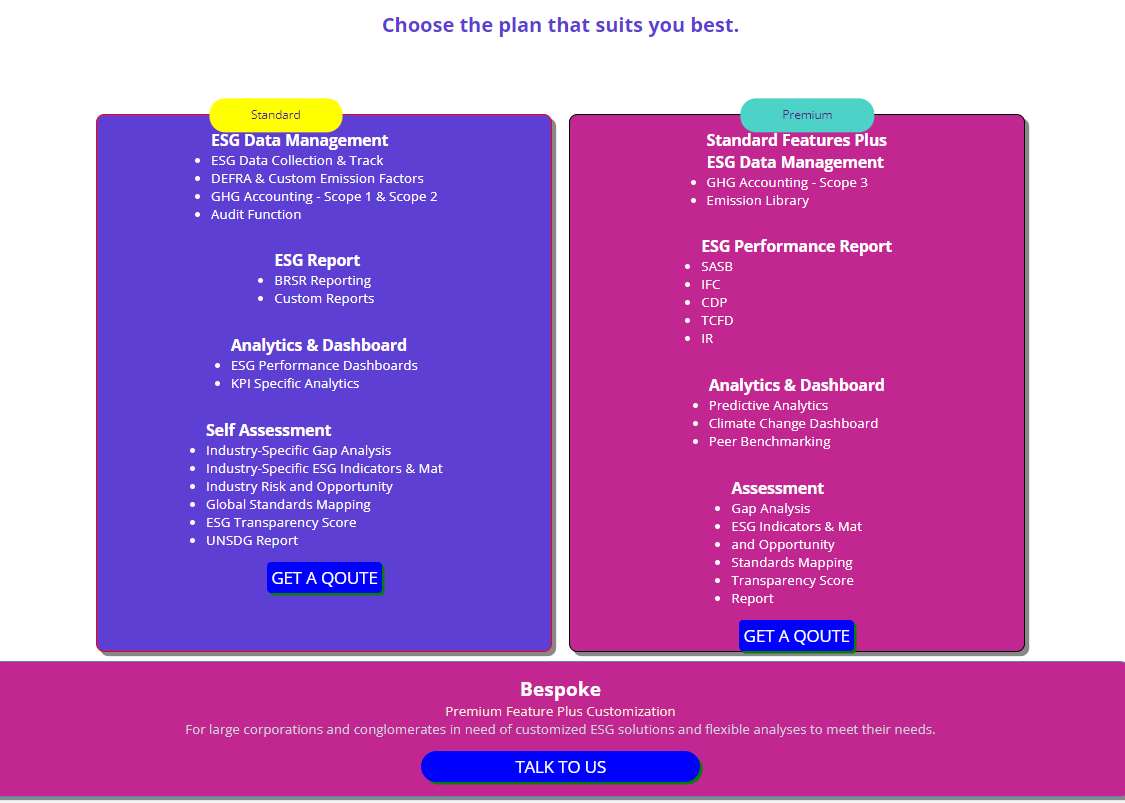 Choose the plan that suits you best.
Standard
ESG Data Management
ESG Data Collection & Track
DEFRA & Custom Emission Factors
GHG Accounting - Scope 1 & Scope 2
Audit Function
ESG Report
BRSR Reporting
Custom Reports
Analytics & Dashboard
ESG Performance Dashboards
KPI Specific Analytics
Self Assessment
Industry-Specific Gap Analysis
Industry-Specific ESG Indicators & Mat
Industry Risk and Opportunity
Global Standards Mapping
ESG Transparency Score
UNSDG Report
GET A QOUTE
Premium
Standard Features Plus
ESG Data Management
GHG Accounting - Scope 3
Emission Library
ESG Performance Report
SASB
IFC
CDP
TCFD
IR
Analytics & Dashboard
Predictive Analytics
Climate Change Dashboard
Peer Benchmarking
Assessment
Gap Analysis
ESG Indicators & Mat
and Opportunity
Standards Mapping
Transparency Score
Report
GET A QOUTE
Bespoke
Premium Feature Plus Customization
For large corporations and conglomerates in need of customized ESG solutions and flexible analyses to meet their needs.
TALK TO US